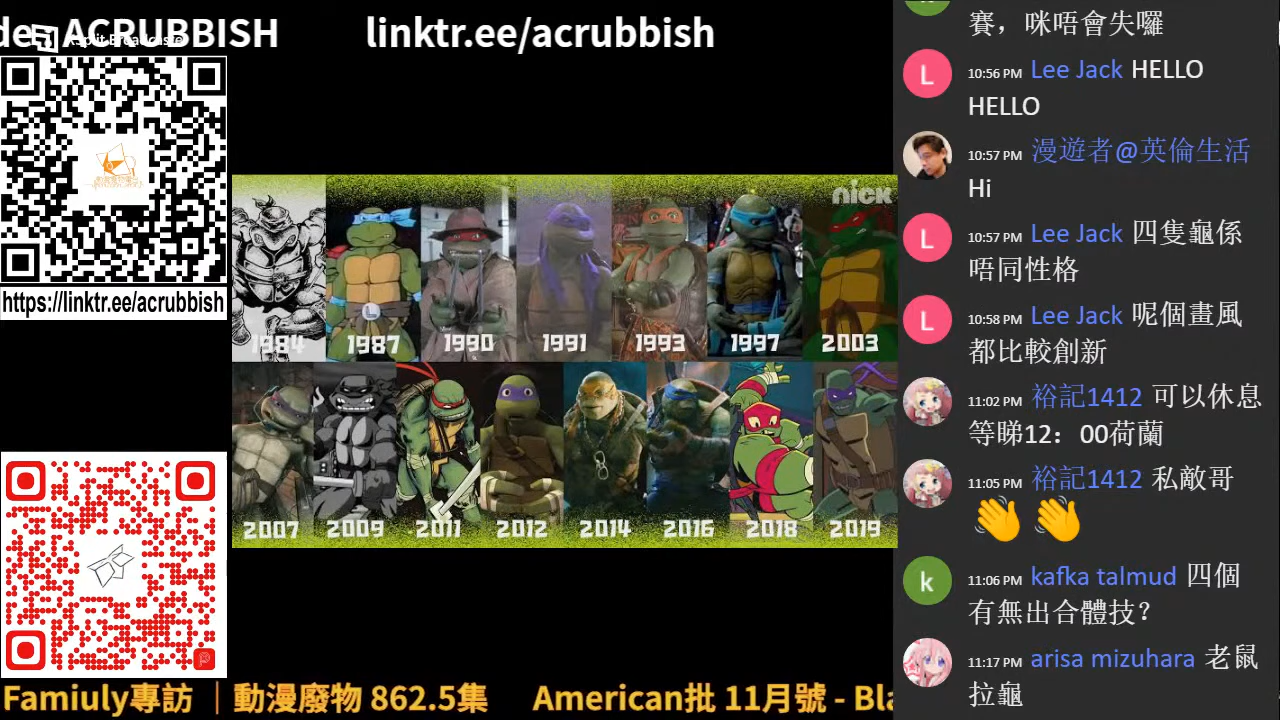 de. ACRUBBISH linktr.ee/acrubbish
XSplit Broadcaster
https://linktr.ee/acrubbish
nick
1984 1987 1990 1991 1993 1997 2003
2007 2009 2011 2012 2014 2016 2018 2019
Famiuly專訪 ｜動漫廢物 862.5集 American批 11月號 - Bla
賽，咪唔會失囉
L 10:56 PM Lee Jack HELLO
HELLO
10:57 PM 漫遊者@英倫生活
Hi
L 10:57 PM Lee Jack 四隻龜係
唔同性格
L 10:58 PM Lee Jack 呢個畫風
都比較創新
11:02 PM 裕記1412 可以休息
等睇12：00荷蘭
11:05 PM 裕記1412 私敵哥
👋 👋
k 11:06 PM kafka talmud 四個
有無出合體技?
11:17 PM arisa mizuhara 老鼠
拉龜